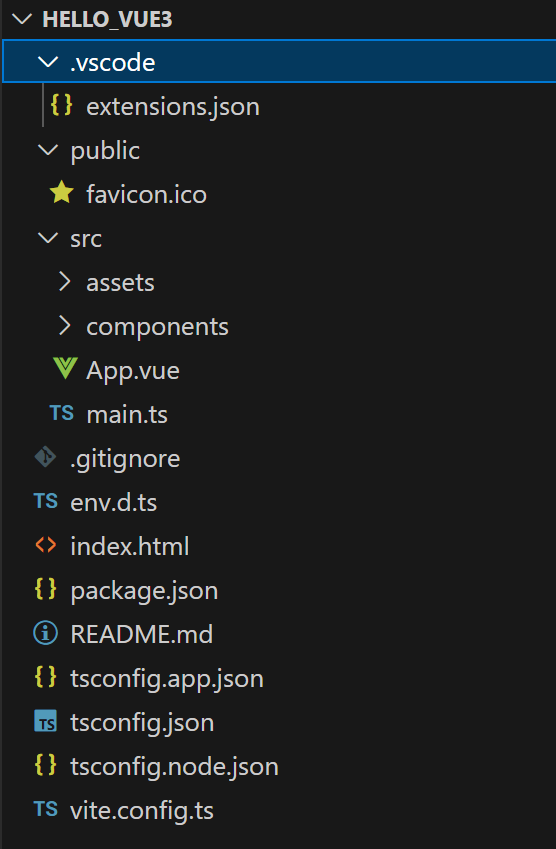 HELLO_VUE3
.vscode
{} extensions.json
public
favicon.ico
src
assets
components
App.vue
TS main.ts
.gitignore
TS env.d.ts
<> index.html
{} package.json
README.md
{} tsconfig.app.json
TS tsconfig.json
{} tsconfig.node.json
TS vite.config.ts